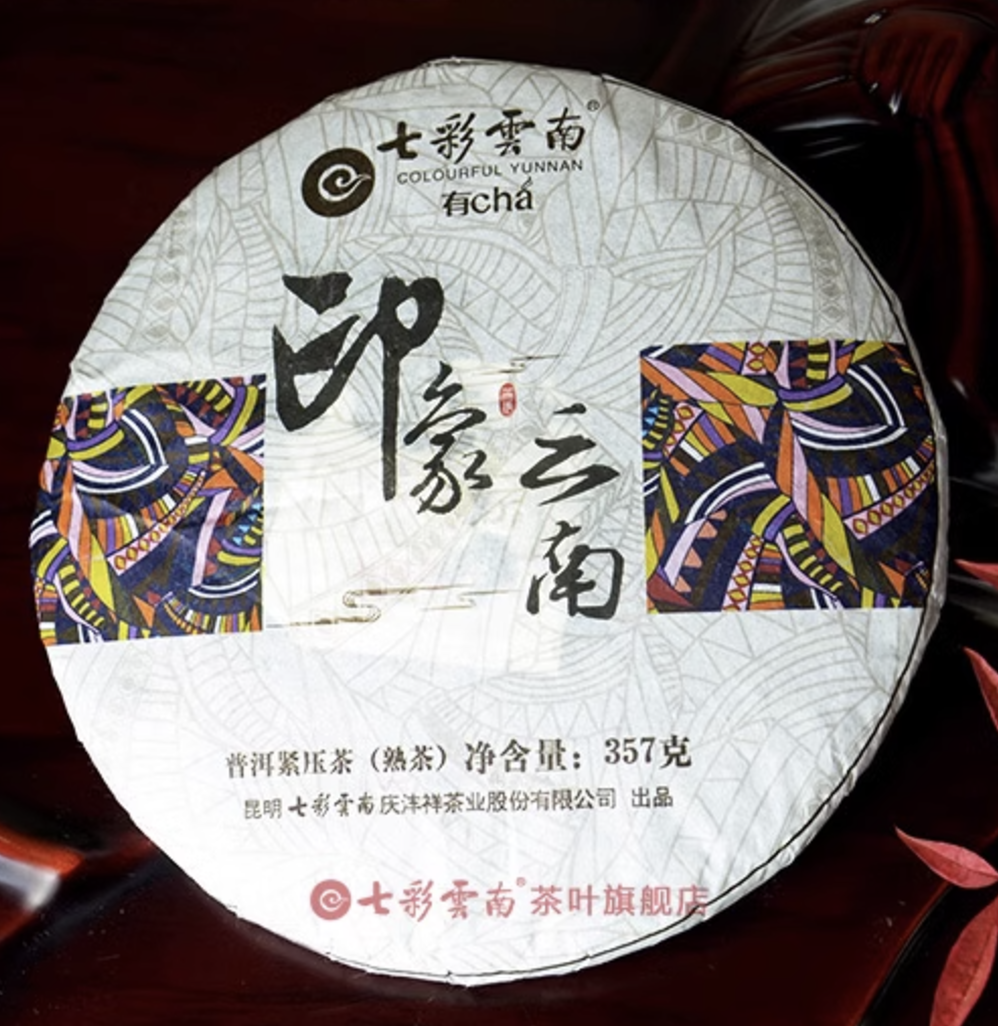 七彩雲南®
COLOURFUL YUNNAN
有chá
印象
云南
普洱紧压茶（熟茶）净含量：357克
昆明七彩雲南庆沣祥茶业股份有限公司 出品
七彩雲南®茶叶旗舰店